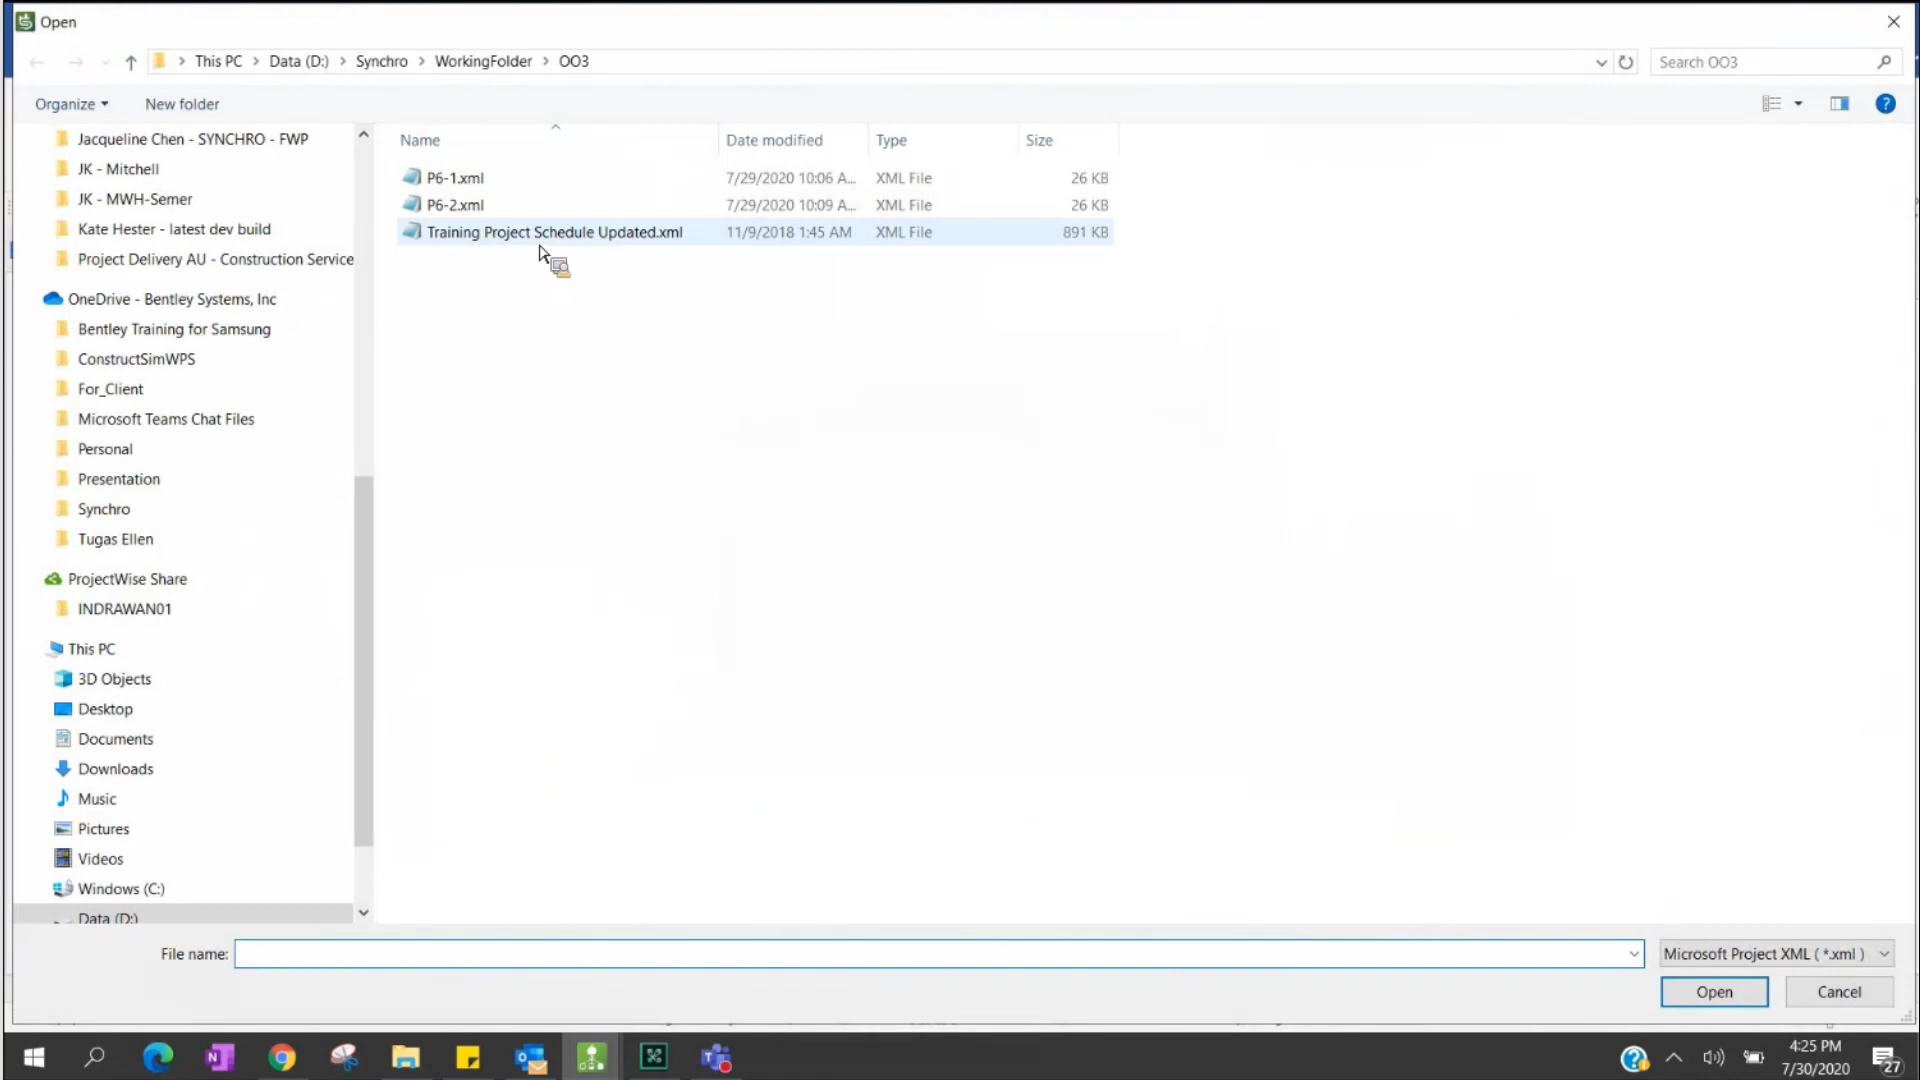 Open
This PC > Data (D:) > Synchro > WorkingFolder > OO3
Search OO3
Organize
New folder
Name
Date modified
Type
Size
P6-1.xml 7/29/2020 10:06 A... XML File 26 KB
P6-2.xml 7/29/2020 10:09 A... XML File 26 KB
Training Project Schedule Updated.xml 11/9/2018 1:45 AM XML File 891 KB
Jacqueline Chen - SYNCHRO - FWP
JK - Mitchell
JK - MWH-Semer
Kate Hester - latest dev build
Project Delivery AU - Construction Service
OneDrive - Bentley Systems, Inc
Bentley Training for Samsung
ConstructSimWPS
For_Client
Microsoft Teams Chat Files
Personal
Presentation
Synchro
Tugas Ellen
ProjectWise Share
INDRAWAN01
This PC
3D Objects
Desktop
Documents
Downloads
Music
Pictures
Videos
Windows (C:)
Data (D:)
File name:
Microsoft Project XML ( *.xml )
Open
Cancel
4:25 PM
7/30/2020
27